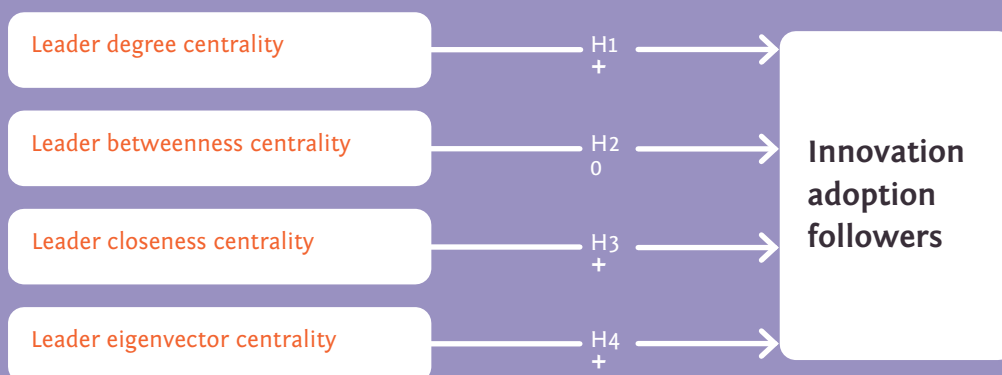 Leader degree centrality
H1
+
Leader betweenness centrality
H2
0
Leader closeness centrality
H3
+
Leader eigenvector centrality
H4
+
Innovation
adoption
followers